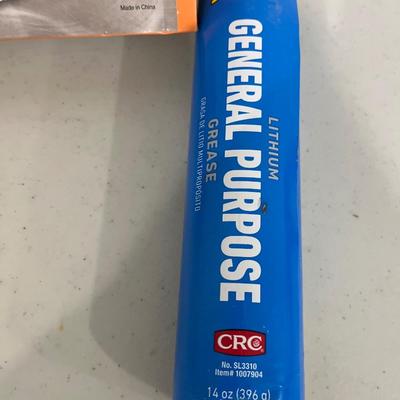 Made in China
LITHIUM
GENERAL PURPOSE
GREASE
GRASA DE LITIO MULTIPROPÓSITO
CRC
No. SL3310
Item# 1007904
14 oz (396 g)